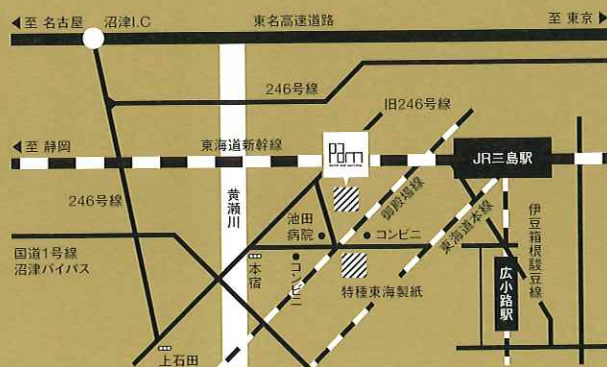 至 名古屋
沼津I.C
東名高速道路
至 東京
246号線
旧246号線
至 静岡
東海道新幹線
Pam
JR三島駅
246号線
黄瀬川
池田
病院
コンビニ
御殿場線
東海道本線
伊豆箱根駿豆線
国道1号線
沼津バイパス
本宿
コンビニ
特種東海製紙
広小路駅
上石田